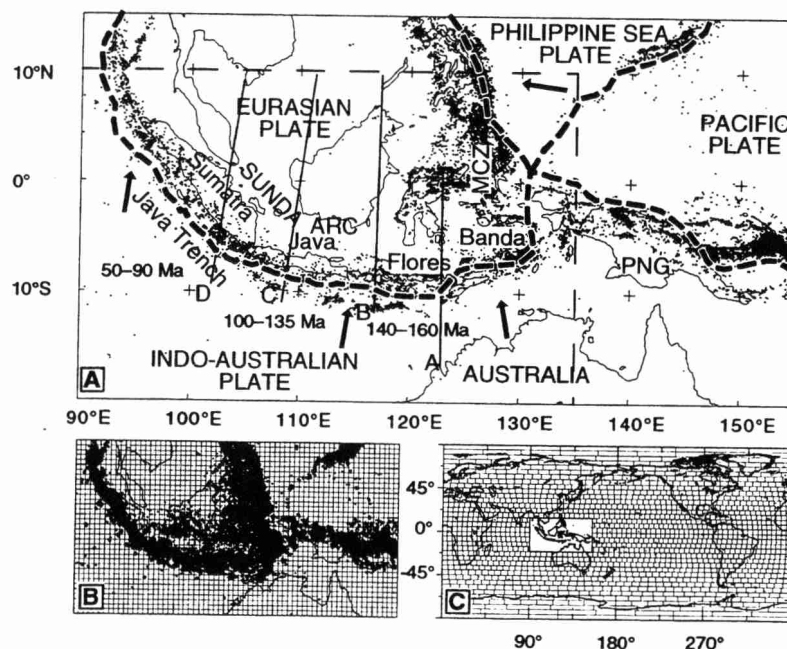 PHILIPPINE SEA
PLATE
10°N
EURASIAN
PLATE
PACIFIC
PLATE
MCZ
0°
Sumatra
SUNDA
ARC
Java Trench
Java
Banda
Flores
PNG
50–90 Ma
10°S
D
C
100–135 Ma
B
140–160 Ma
A
INDO-AUSTRALIAN
PLATE
AUSTRALIA
A
90°E
100°E
110°E
120°E
130°E
140°E
150°E
B
45°
0°
-45°
C
90°
180°
270°